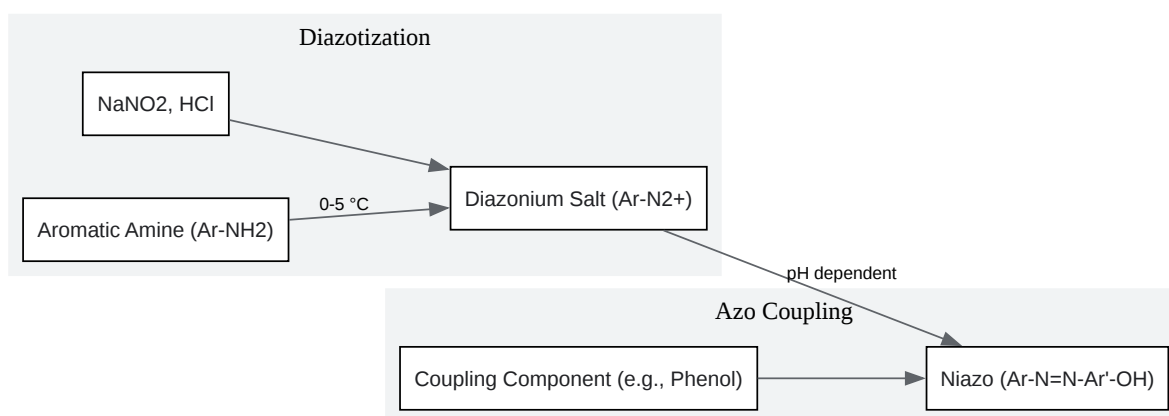 Diazotization
NaNO2, HCl
0-5 °C
Diazonium Salt (Ar-N2+)
Aromatic Amine (Ar-NH2)
pH dependent
Azo Coupling
Coupling Component (e.g., Phenol)
Niazo (Ar-N=N-Ar'-OH)